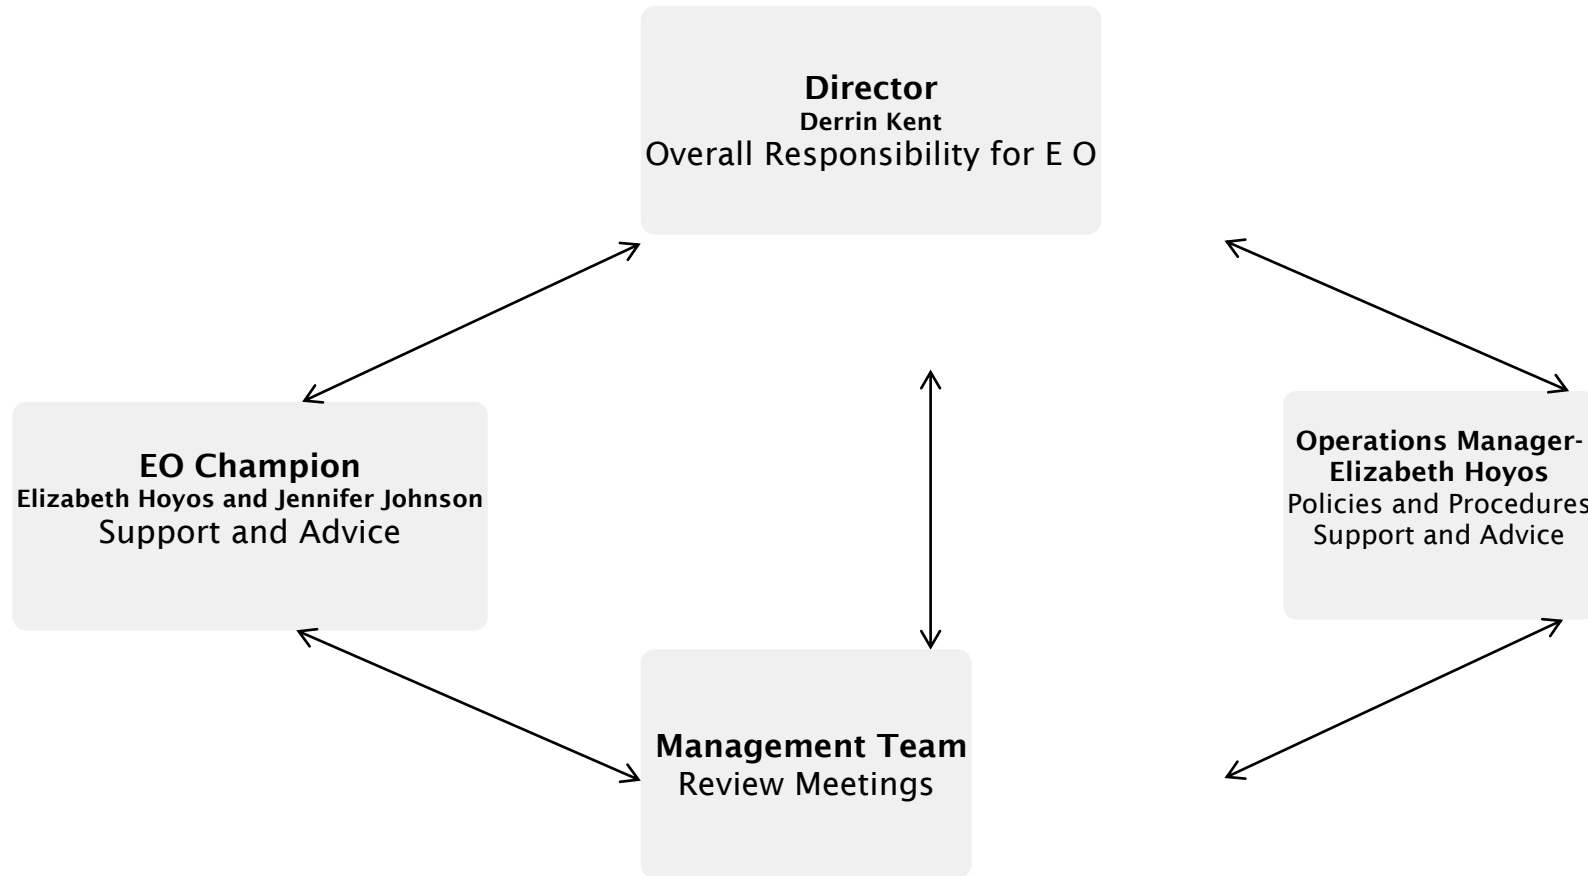 Director
Derrin Kent
Overall Responsibility for E O
EO Champion
Elizabeth Hoyos and Jennifer Johnson
Support and Advice
Operations Manager-
Elizabeth Hoyos
Policies and Procedures
Support and Advice
Management Team
Review Meetings